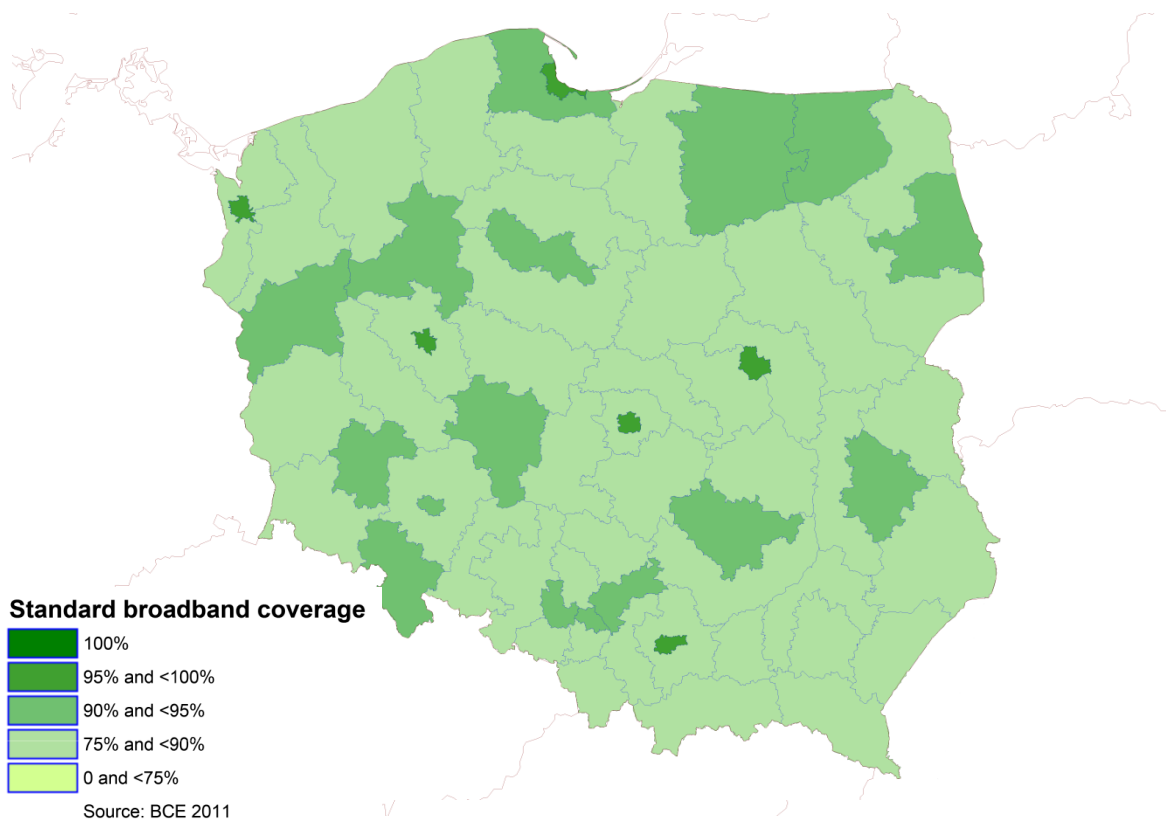 Standard broadband coverage
100%
95% and <100%
90% and <95%
75% and <90%
0 and <75%
Source: BCE 2011